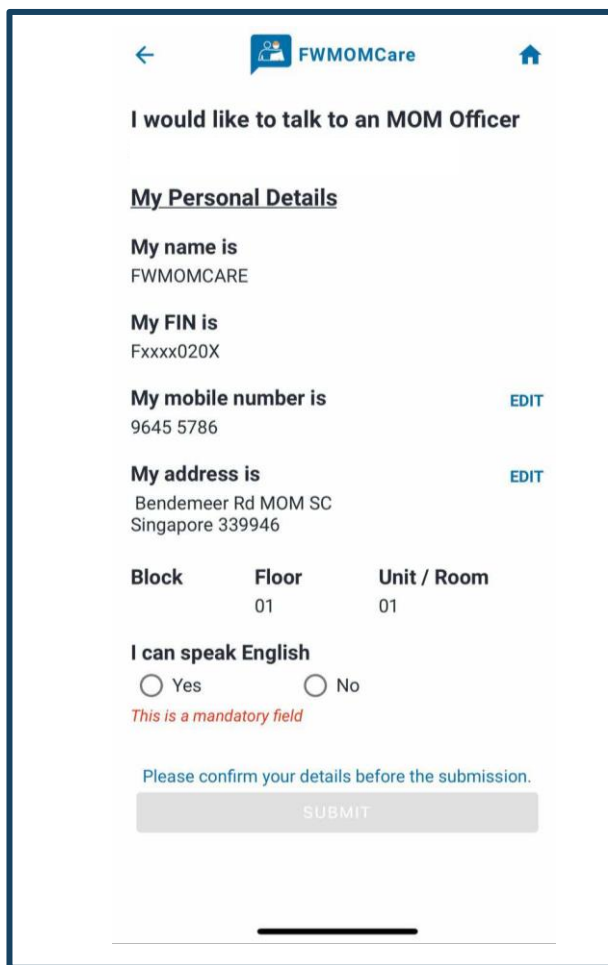 FWMOMCare
I would like to talk to an MOM Officer
My Personal Details
My name is
FWMOMCARE
My FIN is
Fxxxx020X
My mobile number is EDIT
9645 5786
My address is EDIT
Bendemeer Rd MOM SC
Singapore 339946
Block Floor Unit / Room
01 01
I can speak English
Yes No
This is a mandatory field
Please confirm your details before the submission.
SUBMIT